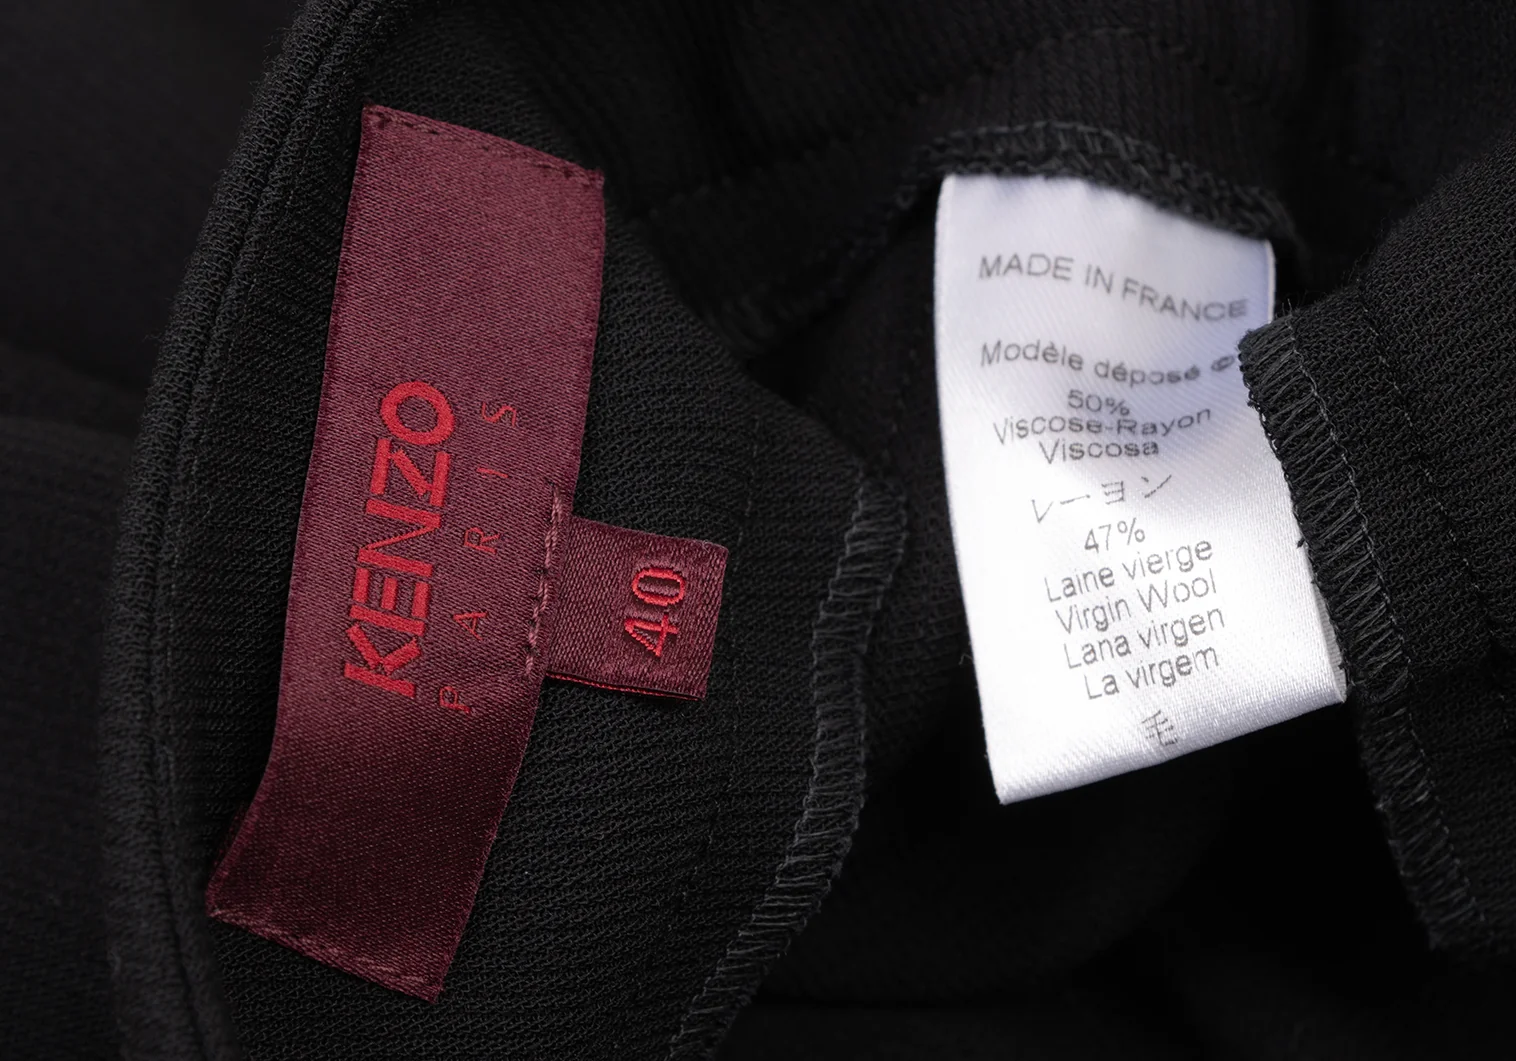 KENZO
PARIS
40
MADE IN FRANCE
Modèle déposé ©
50%
Viscose-Rayon
Viscosa
レーヨン
47%
Laine vierge
Virgin Wool
Lana virgen
La virgem
毛